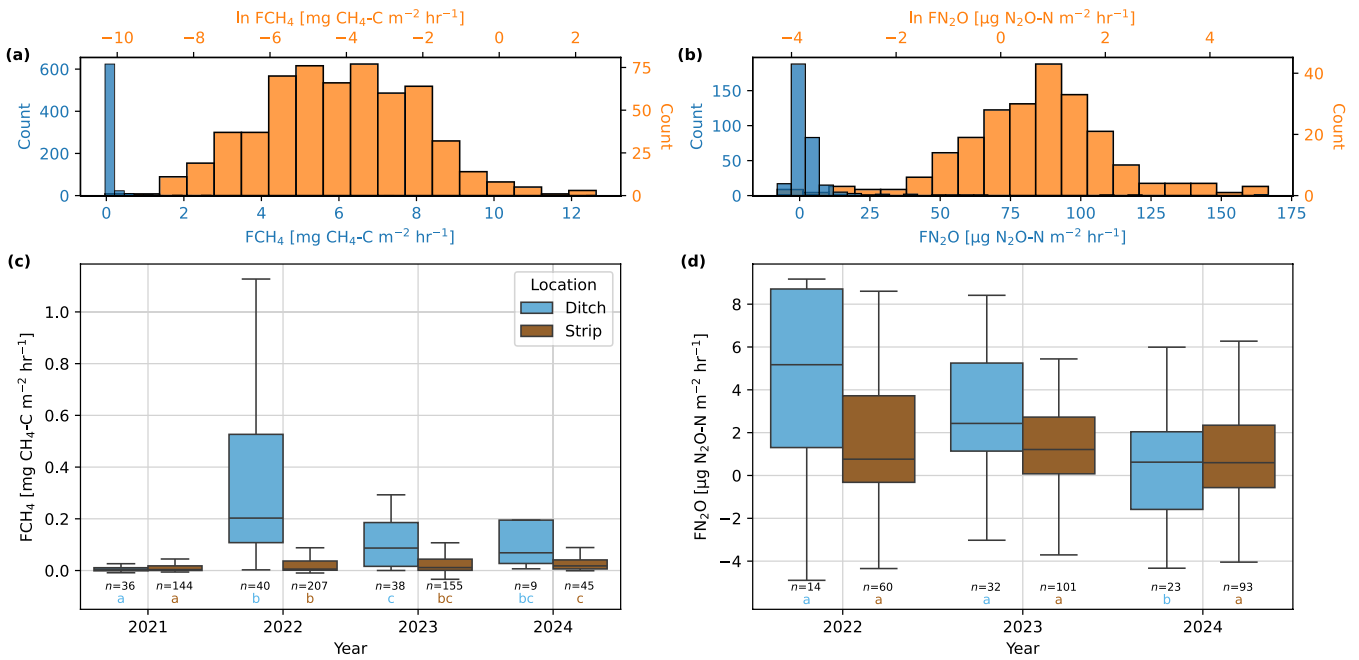 ln FCH₄ [mg CH₄-C m⁻² hr⁻¹]
−10 −8 −6 −4 −2 0 2
(a)
600
400
200
0
Count
75
50
25
0
Count
0 2 4 6 8 10 12
FCH₄ [mg CH₄-C m⁻² hr⁻¹]
ln FN₂O [µg N₂O-N m⁻² hr⁻¹]
−4 −2 0 2 4
(b)
150
100
50
0
Count
40
20
0
Count
0 25 50 75 100 125 150 175
FN₂O [µg N₂O-N m⁻² hr⁻¹]
(c)
FCH₄ [mg CH₄-C m⁻² hr⁻¹]
1.0
0.8
0.6
0.4
0.2
0.0
Location
Ditch
Strip
n=36 n=144 n=40 n=207 n=38 n=155 n=9 n=45
a a b b c bc bc c
2021 2022 2023 2024
Year
(d)
FN₂O [µg N₂O-N m⁻² hr⁻¹]
8
6
4
2
0
−2
−4
n=14 n=60 n=32 n=101 n=23 n=93
a a a a b a
2022 2023 2024
Year